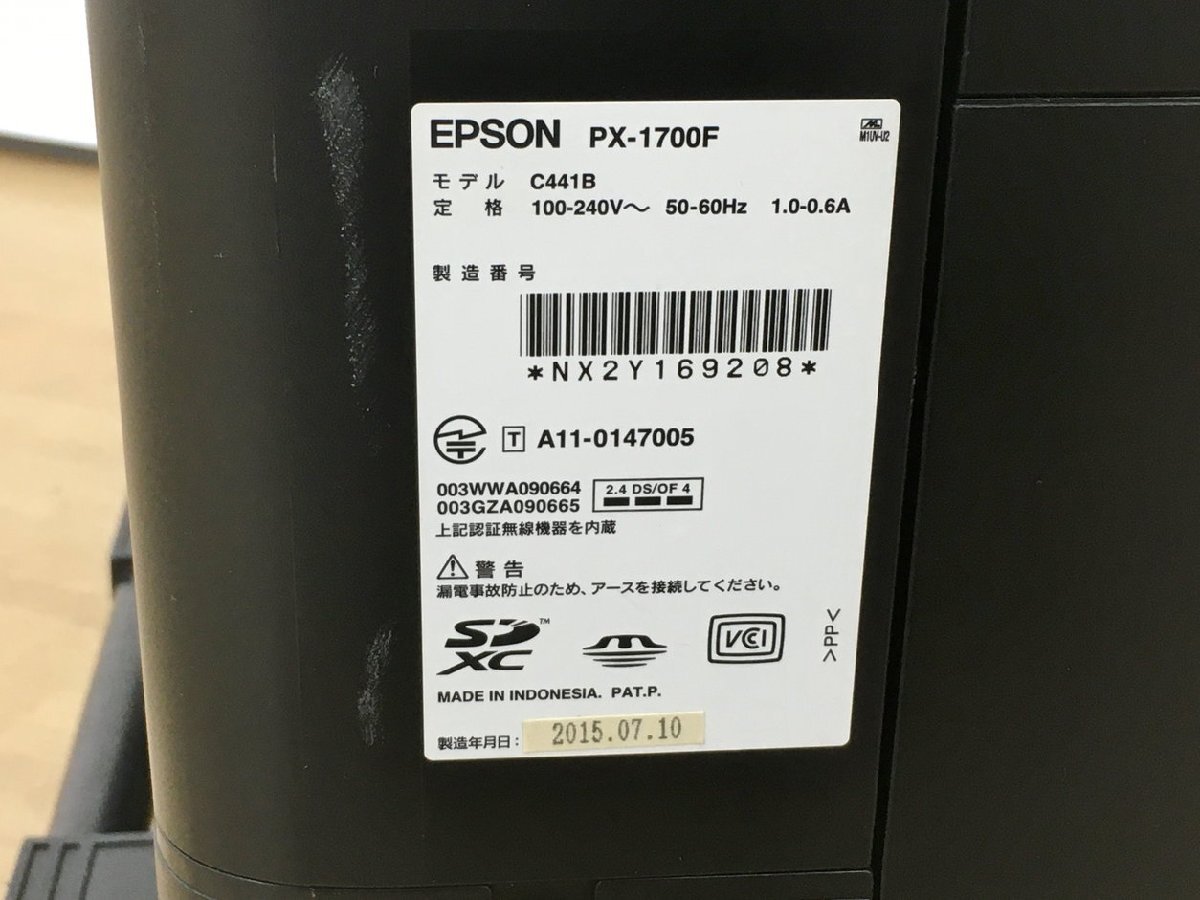 EPSON PX-1700F
M1UV-U2
モデル C441B
定 格 100-240V～ 50-60Hz 1.0-0.6A
製造番号
*NX2Y169208*
T A11-0147005
003WWA090664
003GZA090665
2.4 DS/OF 4
上記認証無線機器を内蔵
警告
漏電事故防止のため、アースを接続してください。
SD XC ™
VCCI
>PP<
MADE IN INDONESIA. PAT.P.
製造年月日: 2015.07.10